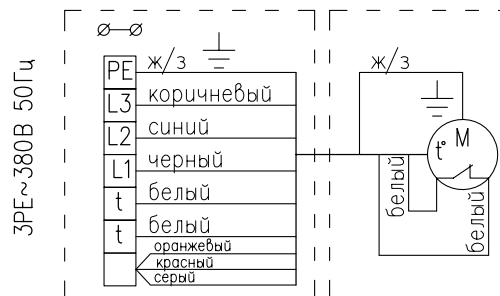 3PE~380В 50Гц
PE Ж/З
L3 коричневый
L2 синий
L1 черный
t белый
t белый
оранжевый
красный
серый
Ж/З
t° M
белый
белый